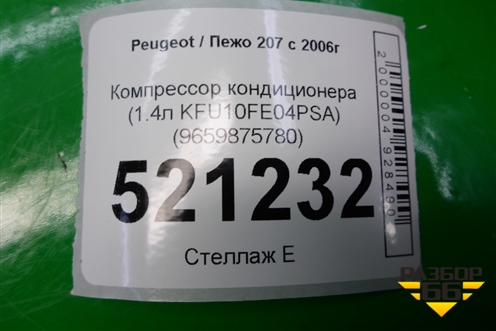 Peugeot / Пежо 207 с 2006г
Компрессор кондиционера
(1.4л KFU10FE04PSA)
(9659875780)
521232
Стеллаж Е
2000004928490
РАЗБОР
66